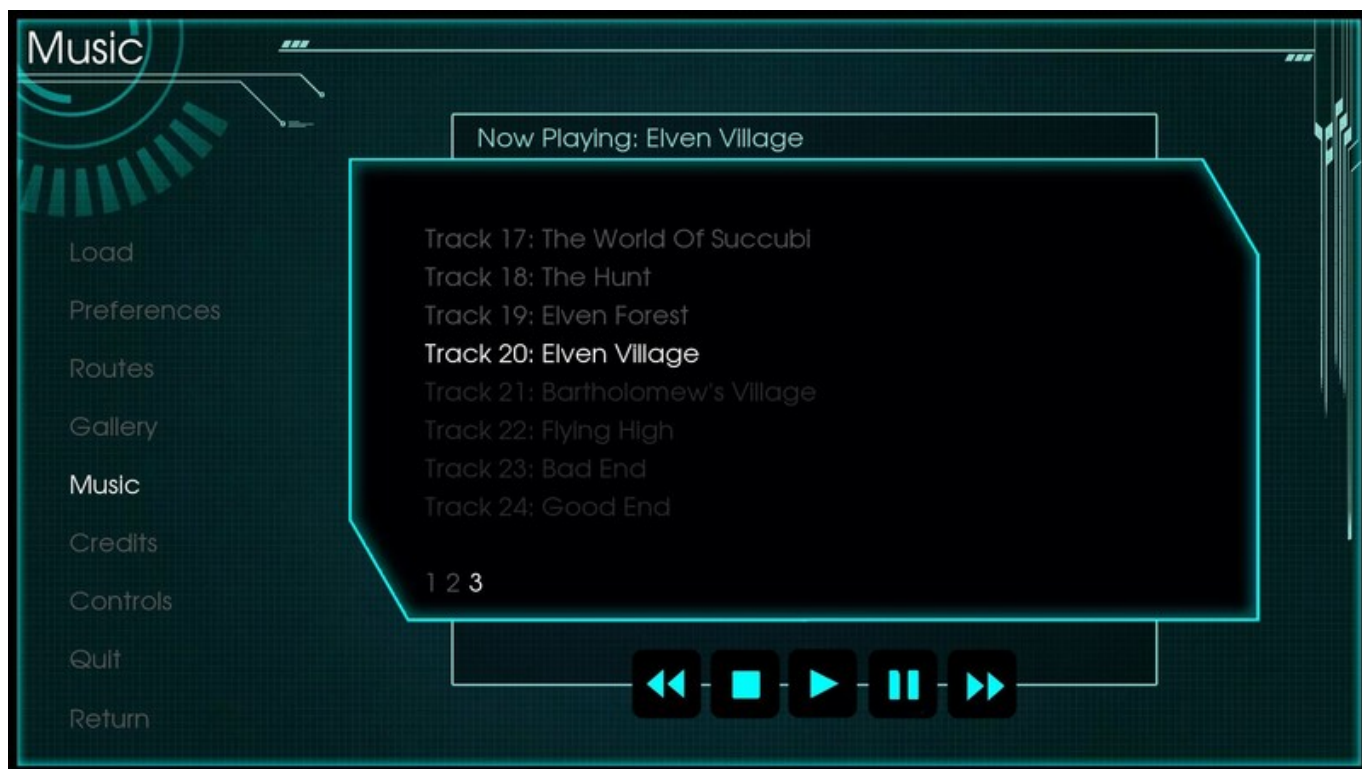 Music
Now Playing: Elven Village
Load
Preferences
Routes
Gallery
Music
Credits
Controls
Quit
Return
Track 17: The World Of Succubi
Track 18: The Hunt
Track 19: Elven Forest
Track 20: Elven Village
Track 21: Bartholomew's Village
Track 22: Flying High
Track 23: Bad End
Track 24: Good End
1 2 3